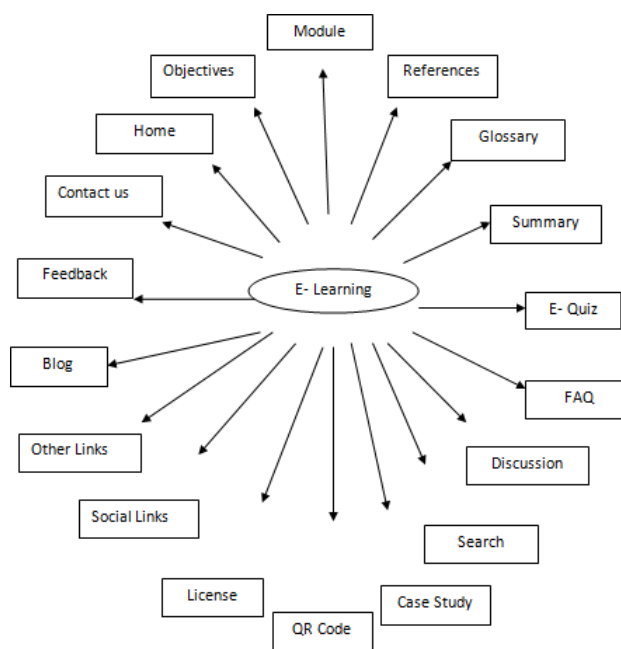 Module
Objectives
References
Home
Glossary
Contact us
Summary
Feedback
E- Learning
E- Quiz
Blog
FAQ
Other Links
Discussion
Social Links
Search
License
Case Study
QR Code